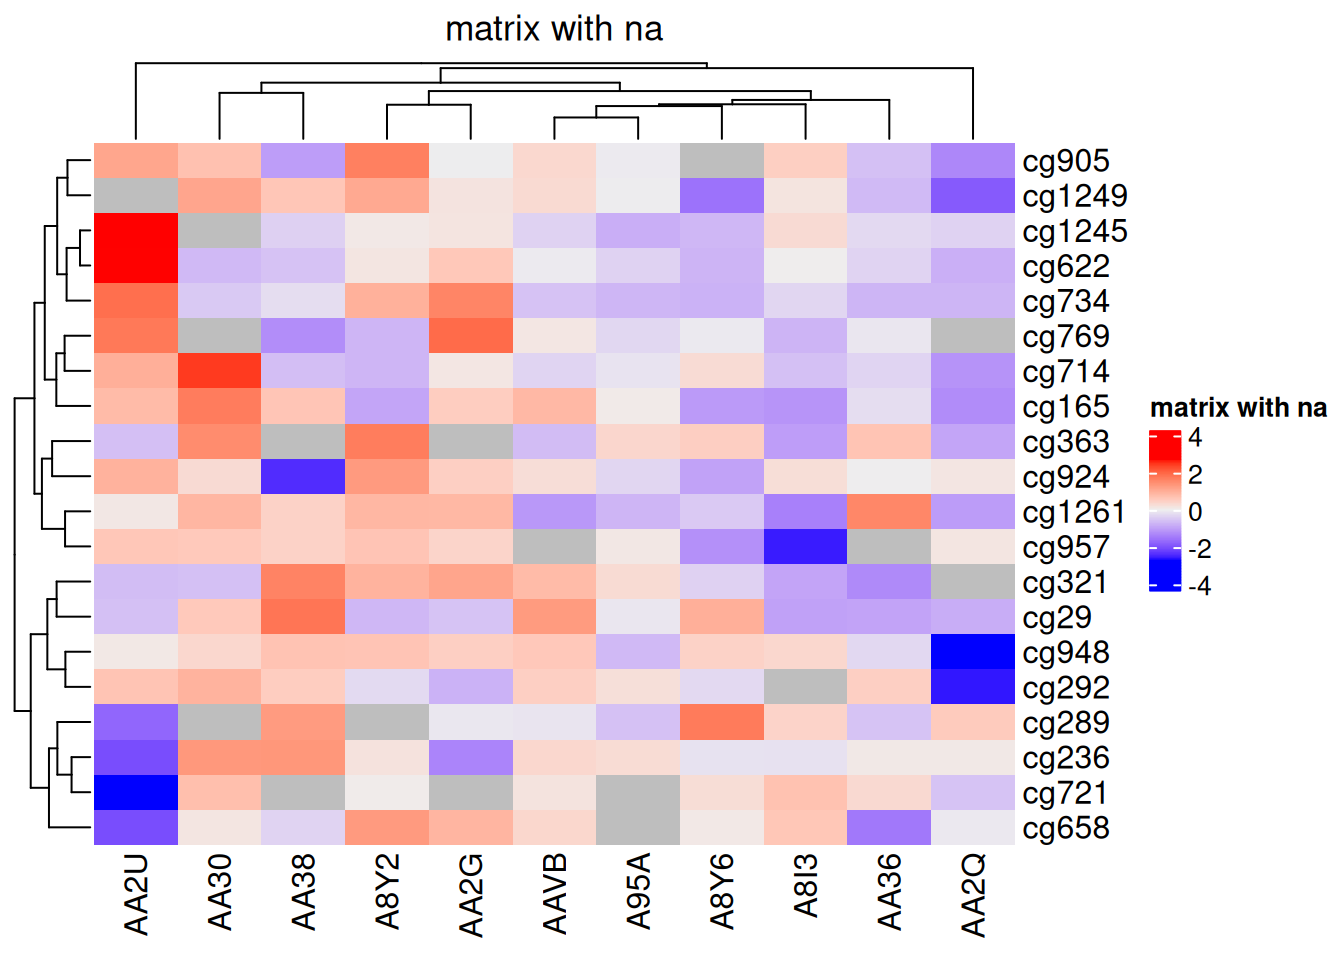 matrix with na
cg905
cg1249
cg1245
cg622
cg734
cg769
cg714
cg165
cg363
cg924
cg1261
cg957
cg321
cg29
cg948
cg292
cg289
cg236
cg721
cg658
matrix with na
4
2
0
-2
-4
AA2U
AA30
AA38
A8Y2
AA2G
AAVB
A95A
A8Y6
A8I3
AA36
AA2Q